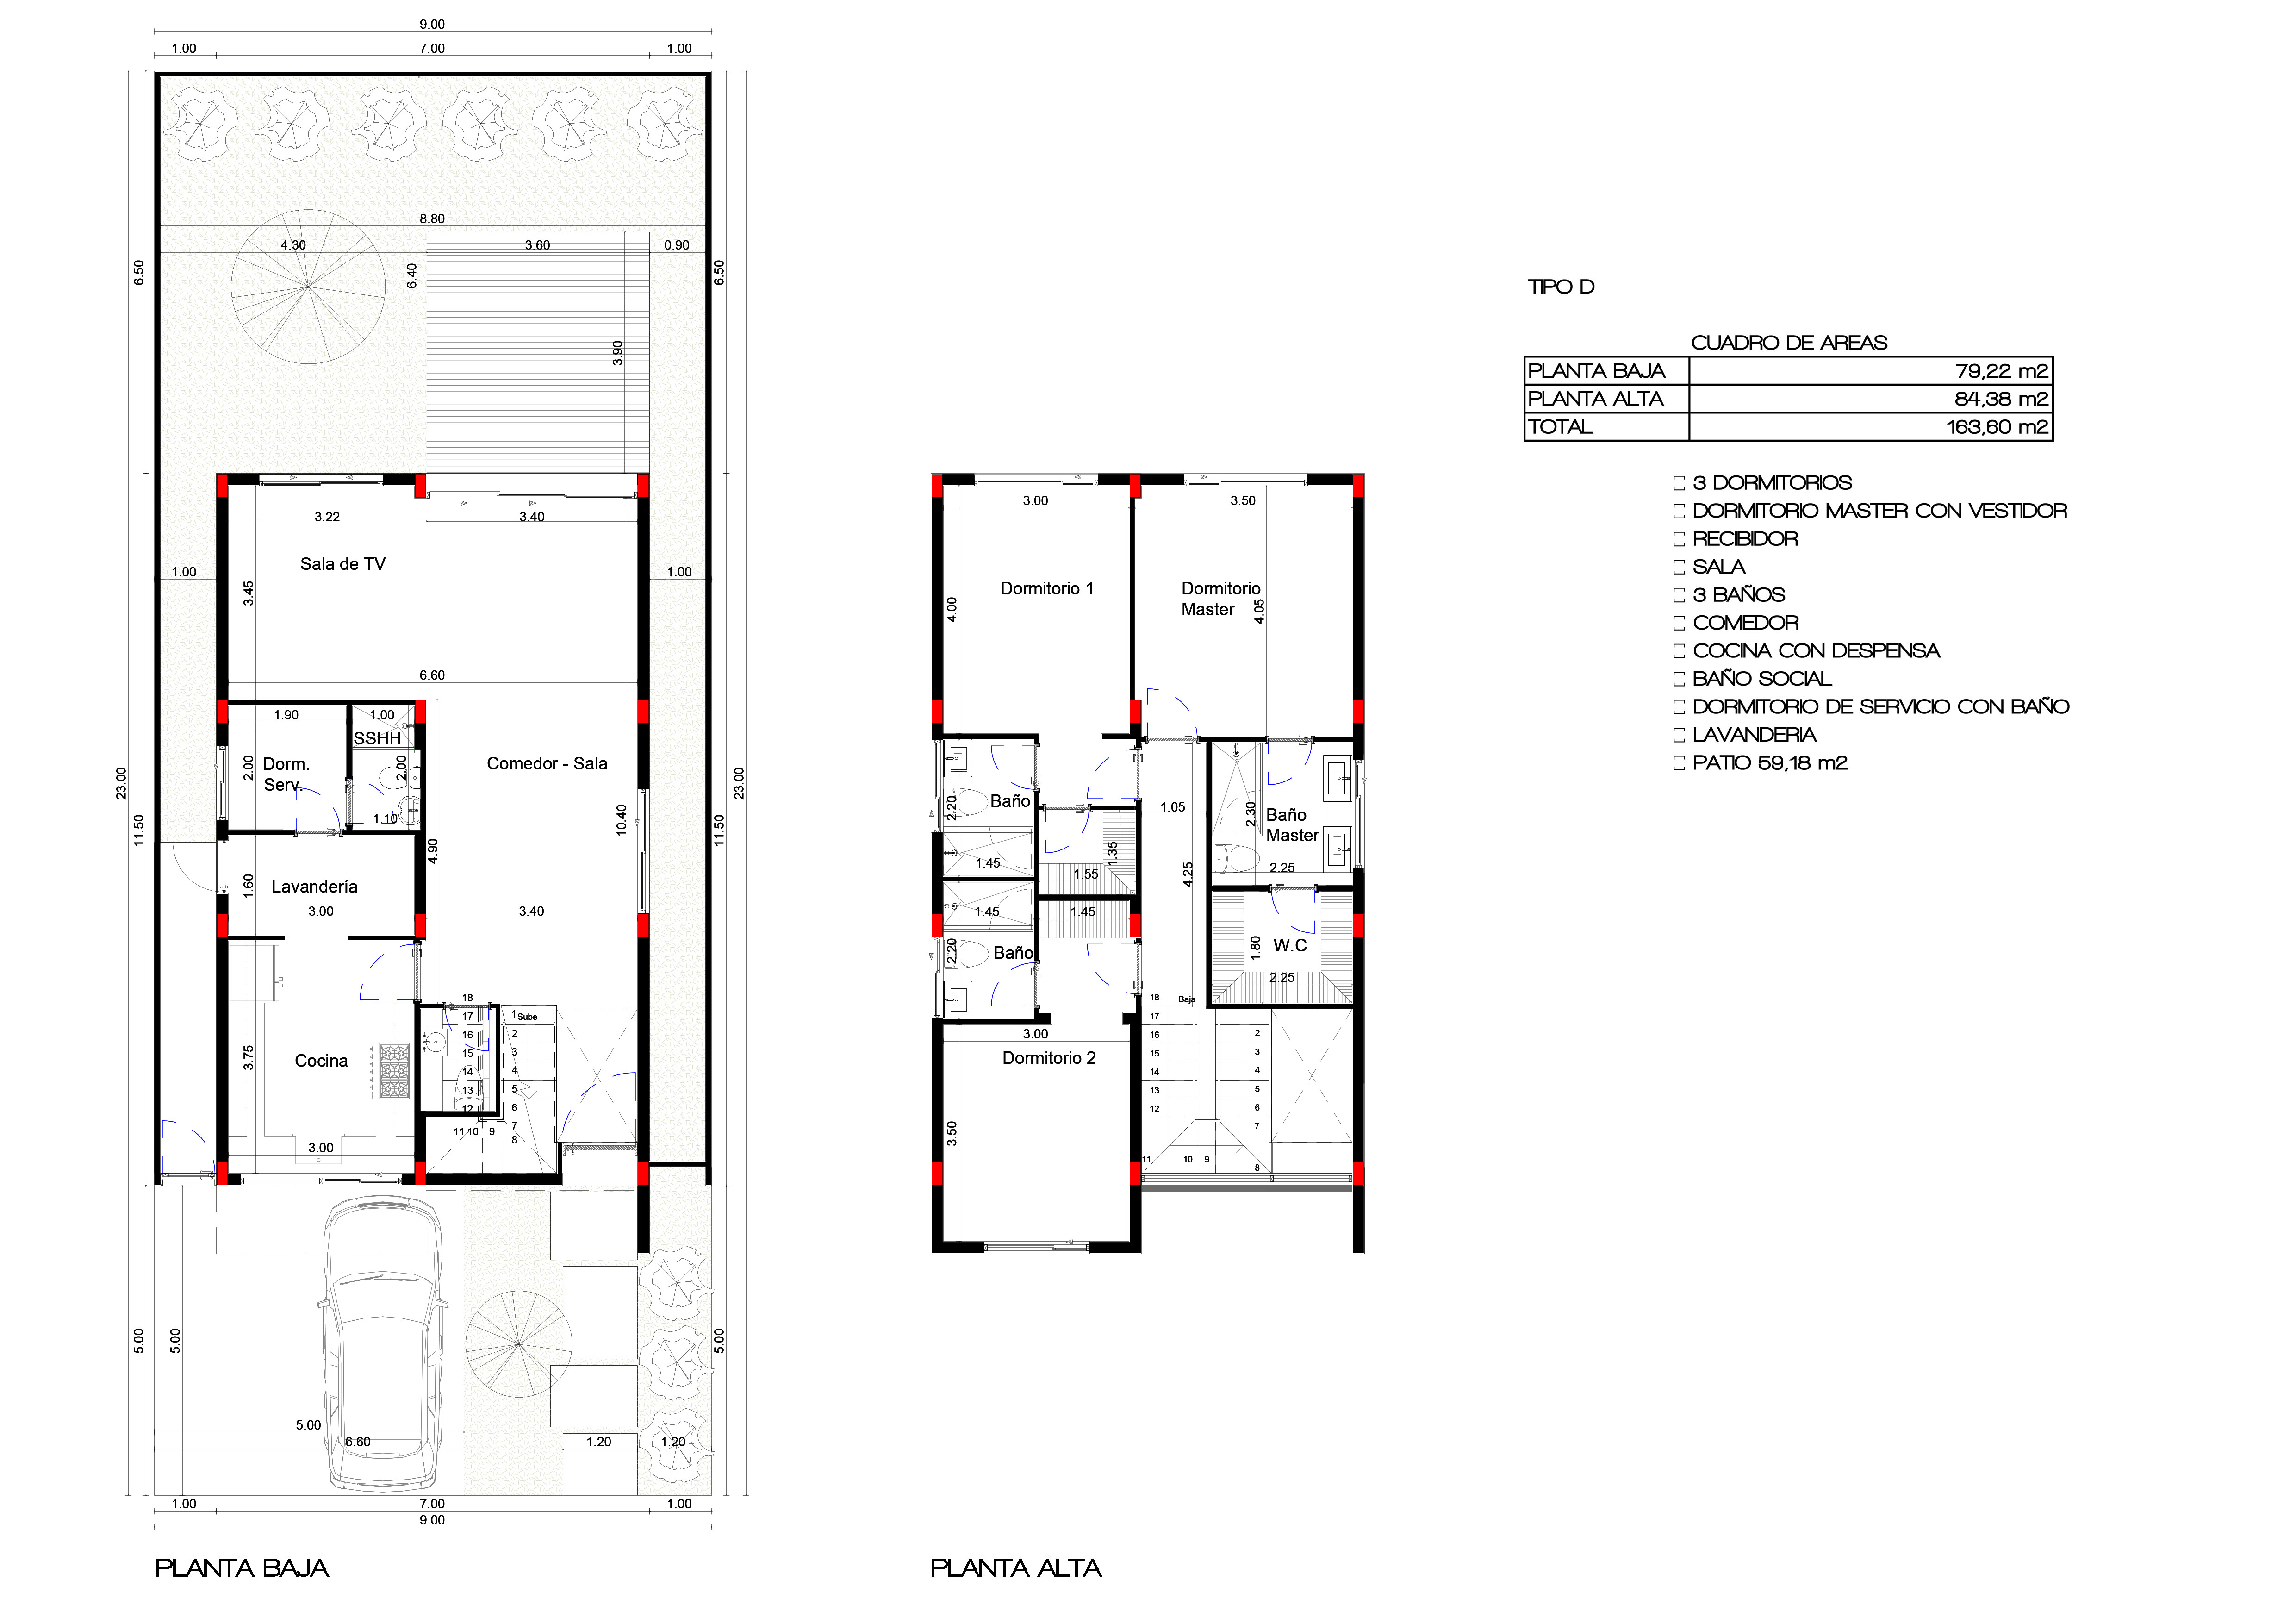 9.00
1.00 7.00 1.00
8.80
4.30 3.60 0.90
6.50 6.40 6.50
3.90
3.22 3.40
Sala de TV
1.00 1.00
3.45
6.60
1.90 1.00
SSHH
Dorm.
Serv.
2.00 2.00
Comedor - Sala
23.00 23.00
1.10
11.50 4.90 10.40 11.50
Lavandería
1.60
3.00 3.40
18
17
16
15
14
13
12
1
Sube
2
3
4
5
6
7
8
11 10 9
Cocina
3.75
3.00
5.00 5.00 5.00
5.00
6.60 1.20 1.20
1.00 7.00 1.00
9.00
PLANTA BAJA
3.00 3.50
Dormitorio 1
Dormitorio
Master
4.00 4.05
Baño
2.20
1.45
1.05
2.30
Baño
Master
1.35
1.55
2.25
4.25
1.45 1.45
Baño
2.20
W.C
1.80
2.25
18 Baja
17
16
15
14
13
12
2
3
4
5
6
7
11 10 9 8
3.00
Dormitorio 2
3.50
PLANTA ALTA
TIPO D
CUADRO DE AREAS
PLANTA BAJA 79,22 m2
PLANTA ALTA 84,38 m2
TOTAL 163,60 m2
3 DORMITORIOS
DORMITORIO MASTER CON VESTIDOR
RECIBIDOR
SALA
3 BAÑOS
COMEDOR
COCINA CON DESPENSA
BAÑO SOCIAL
DORMITORIO DE SERVICIO CON BAÑO
LAVANDERIA
PATIO 59,18 m2